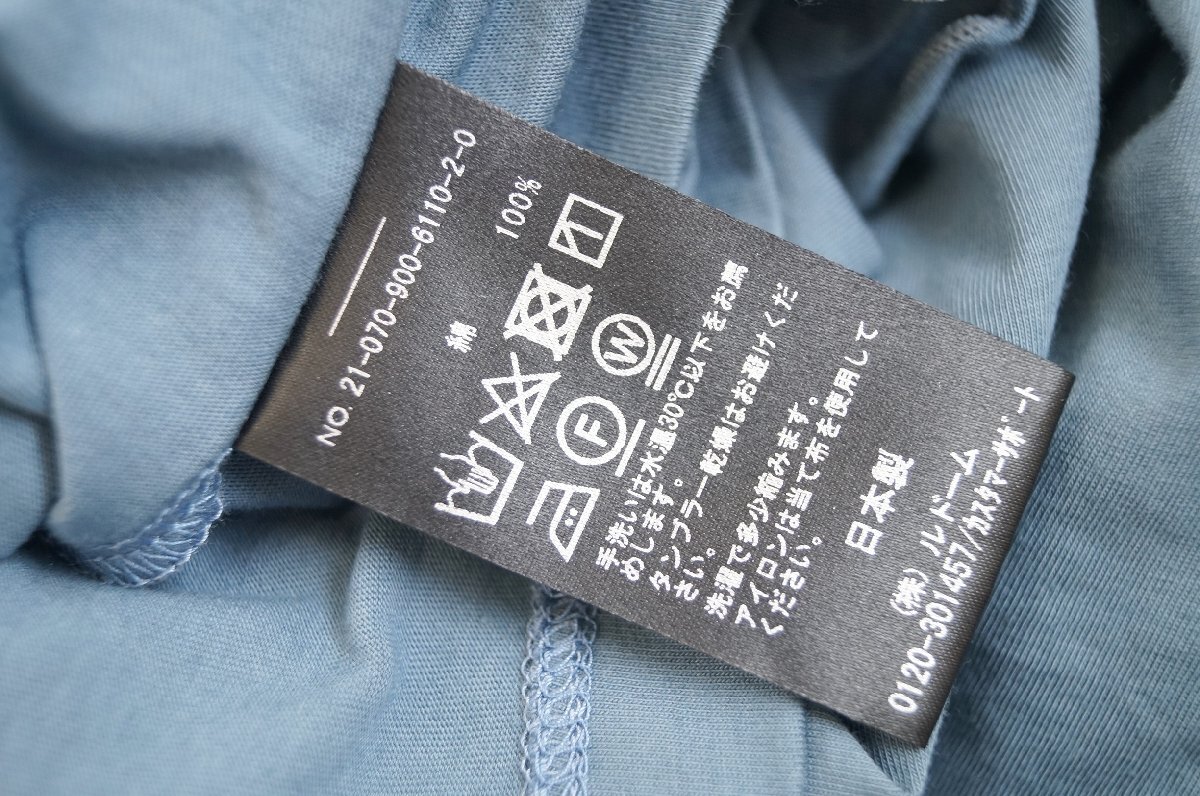 NO. 21-070-900-6110-2-0
綿 100%
W
F
手洗いは水温30℃以下をお薦
めします。
タンブラー乾燥はお避けくだ
さい。
洗濯で多少縮みます。
アイロンは当て布を使用して
ください。
日本製
(株)ルドーム
0120-301457/カスタマーサポート